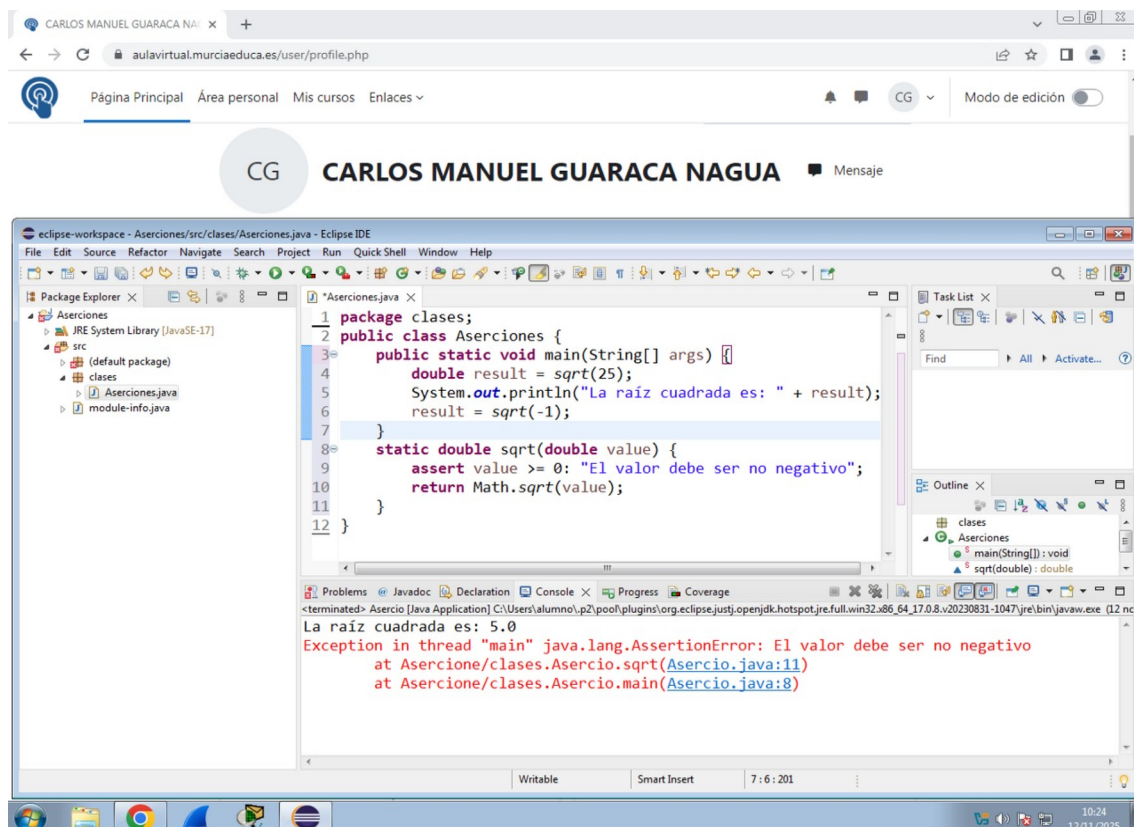 CARLOS MANUEL GUARACA NA
aulavirtual.murciaeduca.es/user/profile.php
Página Principal Área personal Mis cursos Enlaces CG Modo de edición
CG CARLOS MANUEL GUARACA NAGUA Mensaje
eclipse-workspace - Aserciones/src/clases/Aserciones.java - Eclipse IDE
File Edit Source Refactor Navigate Search Project Run QuickShell Window Help
Package Explorer
Aserciones
JRE System Library [JavaSE-17]
src
(default package)
clases
Aserciones.java
module-info.java
*Aserciones.java
1 package clases;
2 public class Aserciones {
3 public static void main(String[] args) {
4 double result = sqrt(25);
5 System.out.println("La raíz cuadrada es: " + result);
6 result = sqrt(-1);
7 }
8 static double sqrt(double value) {
9 assert value >= 0: "El valor debe ser no negativo";
10 return Math.sqrt(value);
11 }
12 }
Task List
Find All Activate...
Outline
clases
Aserciones
main(String[]) : void
sqrt(double) : double
Problems Javadoc Declaration Console Progress Coverage
<terminated> Asercio [Java Application] C:\Users\alumno\.p2\pool\plugins\org.eclipse.justj.openjdk.hotspot.jre.full.win32.x86_64_17.0.8.v20230831-1047\jre\bin\javaw.exe (12 no
La raíz cuadrada es: 5.0
Exception in thread "main" java.lang.AssertionError: El valor debe ser no negativo
at Asercione/clases.Asercio.sqrt(Asercio.java:11)
at Asercione/clases.Asercio.main(Asercio.java:8)
Writable Smart Insert 7 : 6 : 201
10:24
12/11/2025